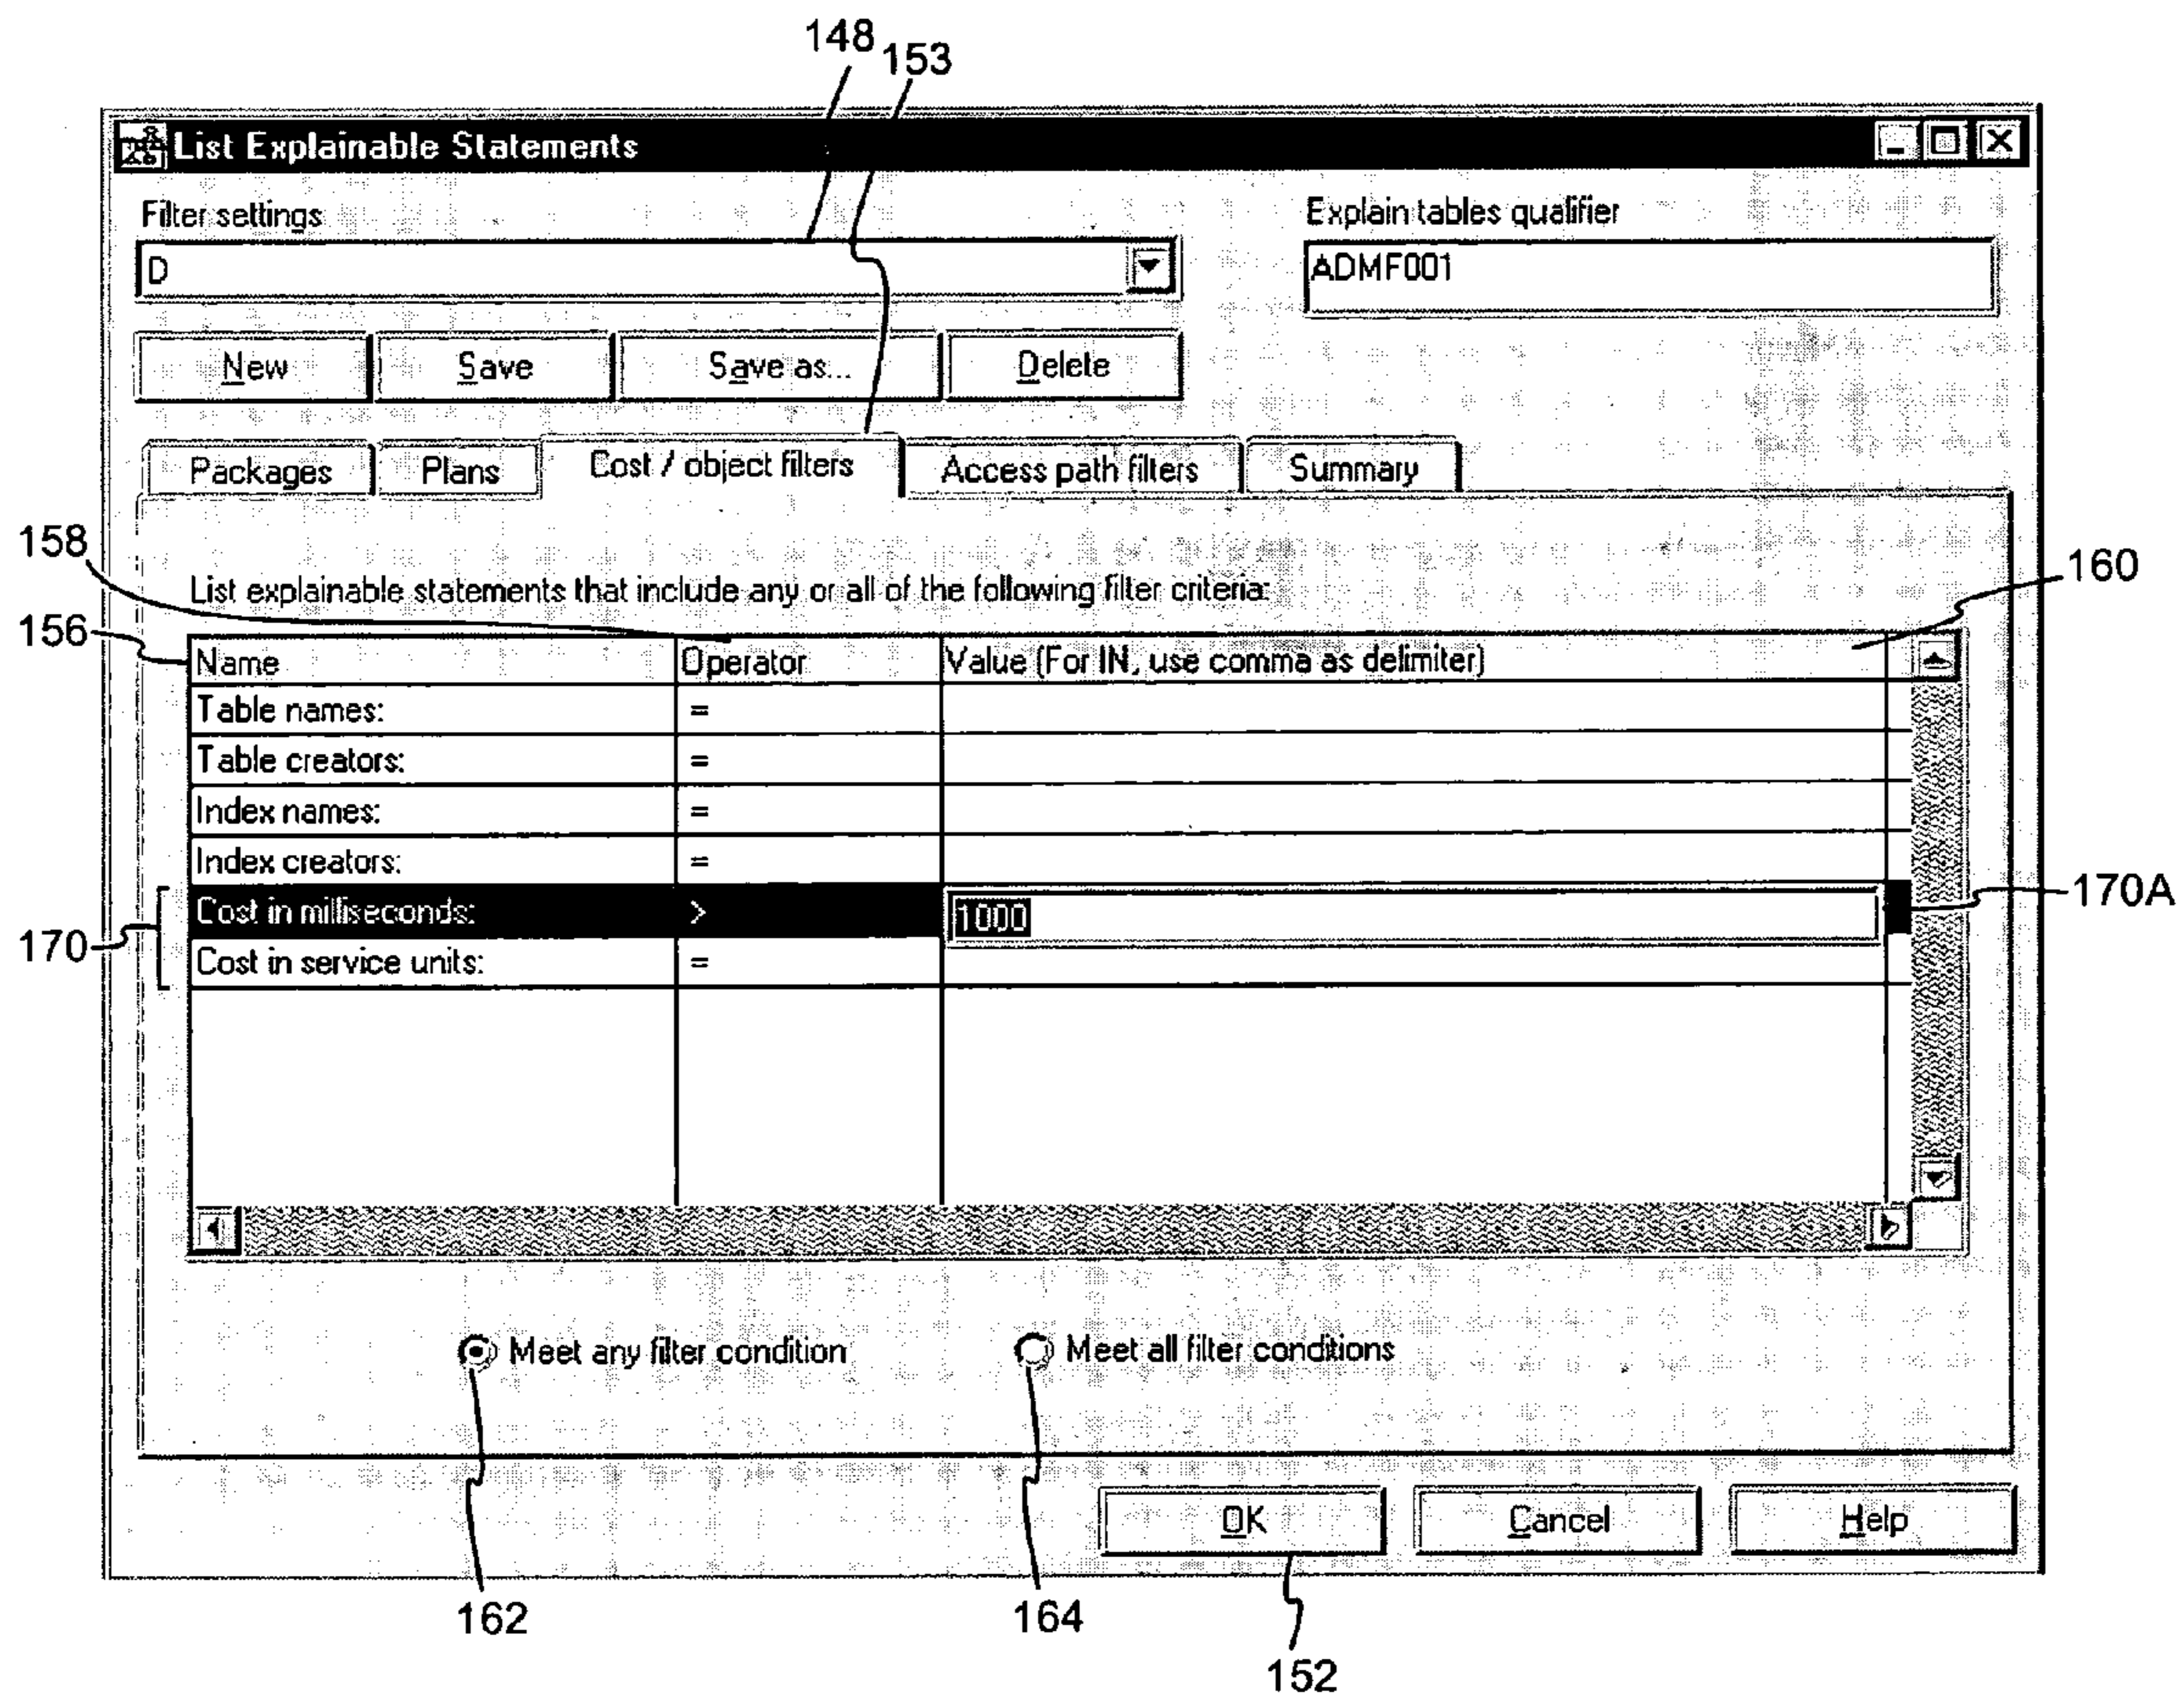 148 153
List Explainable Statements
Filter settings
Explain tables qualifier
D
ADMF001
New Save Save as... Delete
Packages Plans Cost / object filters Access path filters Summary
158
160
List explainable statements that include any or all of the following filter criteria:
156
Name Operator Value (For IN, use comma as delimiter)
Table names: =
Table creators: =
Index names: =
Index creators: =
170A
Cost in milliseconds: > 1000
170
Cost in service units: =
Meet any filter condition Meet all filter conditions
OK Cancel Help
162 164
152